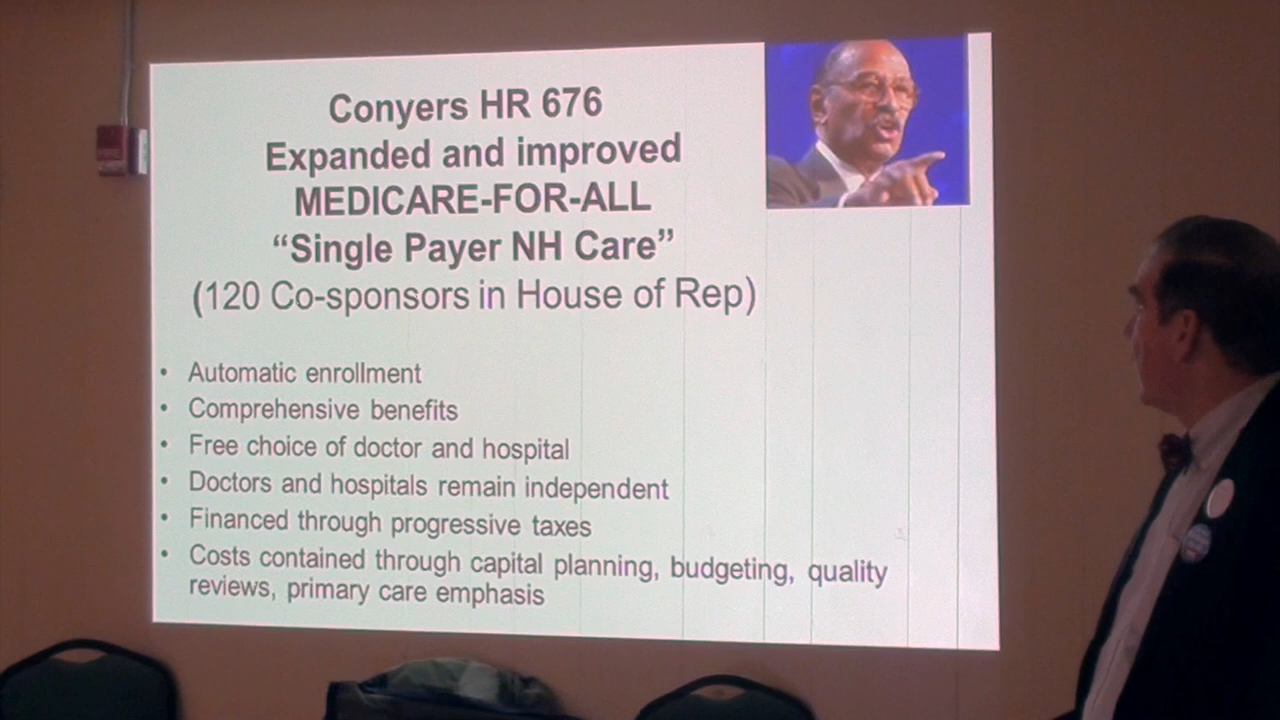 Conyers HR 676
Expanded and improved
MEDICARE-FOR-ALL
“Single Payer NH Care”
(120 Co-sponsors in House of Rep)
• Automatic enrollment
• Comprehensive benefits
• Free choice of doctor and hospital
• Doctors and hospitals remain independent
• Financed through progressive taxes
• Costs contained through capital planning, budgeting, quality
reviews, primary care emphasis